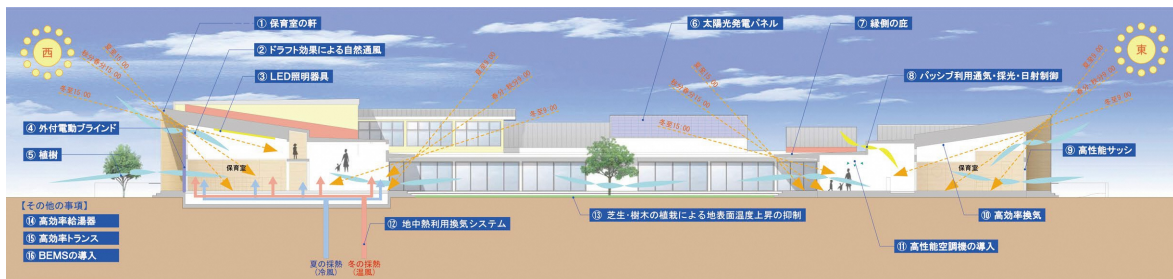 西
① 保育室の軒
② ドラフト効果による自然通風
③ LED照明器具
④ 外付電動ブラインド
⑤ 植樹
⑥ 太陽光発電パネル
⑦ 縁側の庇
⑧ パッシブ利用通気・採光・日射制御
東
⑨ 高性能サッシ
保育室
保育室
冬至15:00
冬至9:00
冬至15:00
⑩ 高効率換気
⑪ 高性能空調機の導入
⑫ 地中熱利用換気システム
⑬ 芝生・樹木の植栽による地表面温度上昇の抑制
【その他の事項】
⑭ 高効率給湯器
⑮ 高効率トランス
⑯ BEMSの導入
夏の採熱
(冷風)
冬の採熱
(温風)